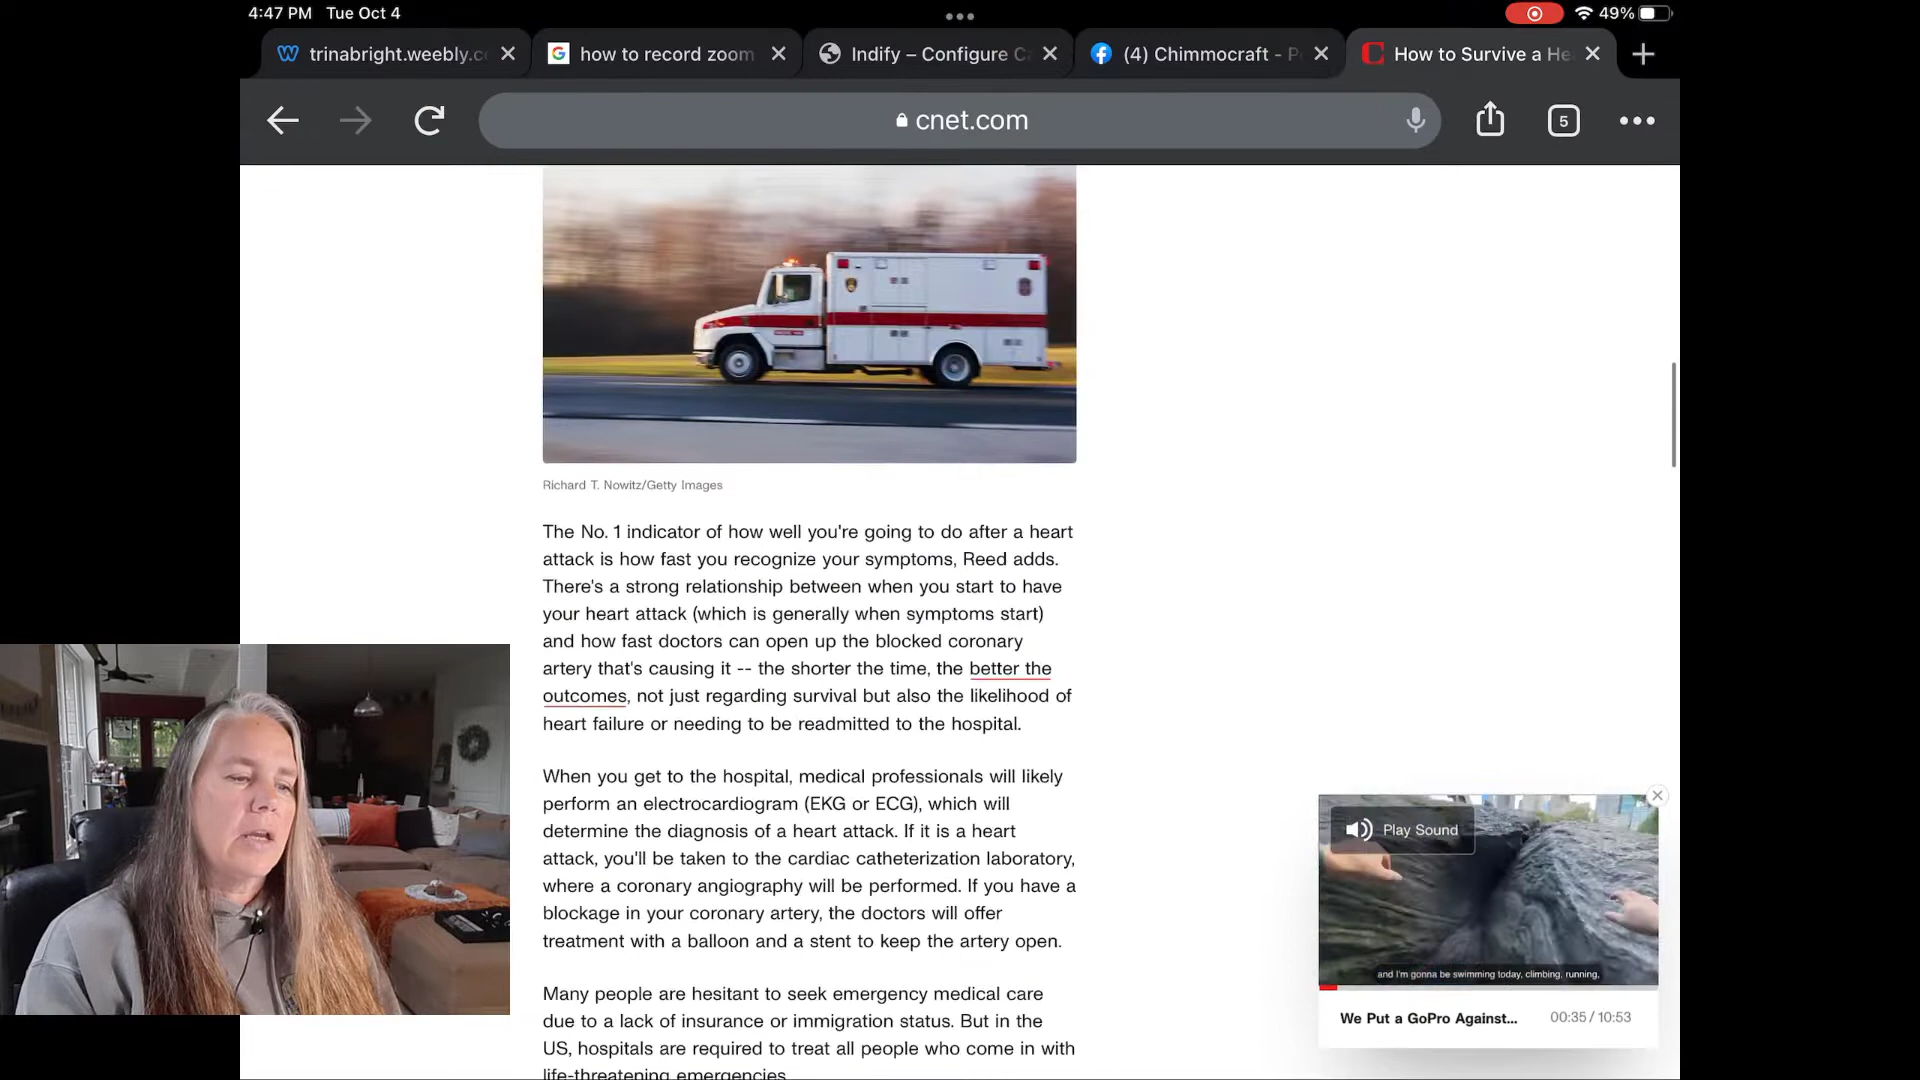 4:47 PM Tue Oct 4
49%
trinabright.weebly.c
how to record zoom
Indify – Configure C
(4) Chimmocraft - P
How to Survive a He
cnet.com
5
Richard T. Nowitz/Getty Images
The No. 1 indicator of how well you're going to do after a heart
attack is how fast you recognize your symptoms, Reed adds.
There's a strong relationship between when you start to have
your heart attack (which is generally when symptoms start)
and how fast doctors can open up the blocked coronary
artery that's causing it -- the shorter the time, the better the
outcomes, not just regarding survival but also the likelihood of
heart failure or needing to be readmitted to the hospital.
When you get to the hospital, medical professionals will likely
perform an electrocardiogram (EKG or ECG), which will
determine the diagnosis of a heart attack. If it is a heart
attack, you'll be taken to the cardiac catheterization laboratory,
where a coronary angiography will be performed. If you have a
blockage in your coronary artery, the doctors will offer
treatment with a balloon and a stent to keep the artery open.
Many people are hesitant to seek emergency medical care
due to a lack of insurance or immigration status. But in the
US, hospitals are required to treat all people who come in with
life-threatening emergencies
Play Sound
and I'm gonna be swimming today, climbing, running,
We Put a GoPro Against... 00:35 / 10:53